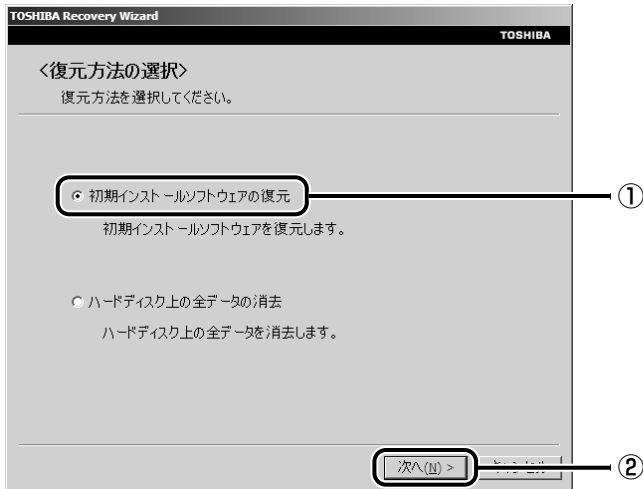 TOSHIBA Recovery Wizard
TOSHIBA
<復元方法の選択>
復元方法を選択してください。
初期インストールソフトウェアの復元
①
初期インストールソフトウェアを復元します。
ハードディスク上の全データの消去
ハードディスク上の全データを消去します。
次へ(N) >
②